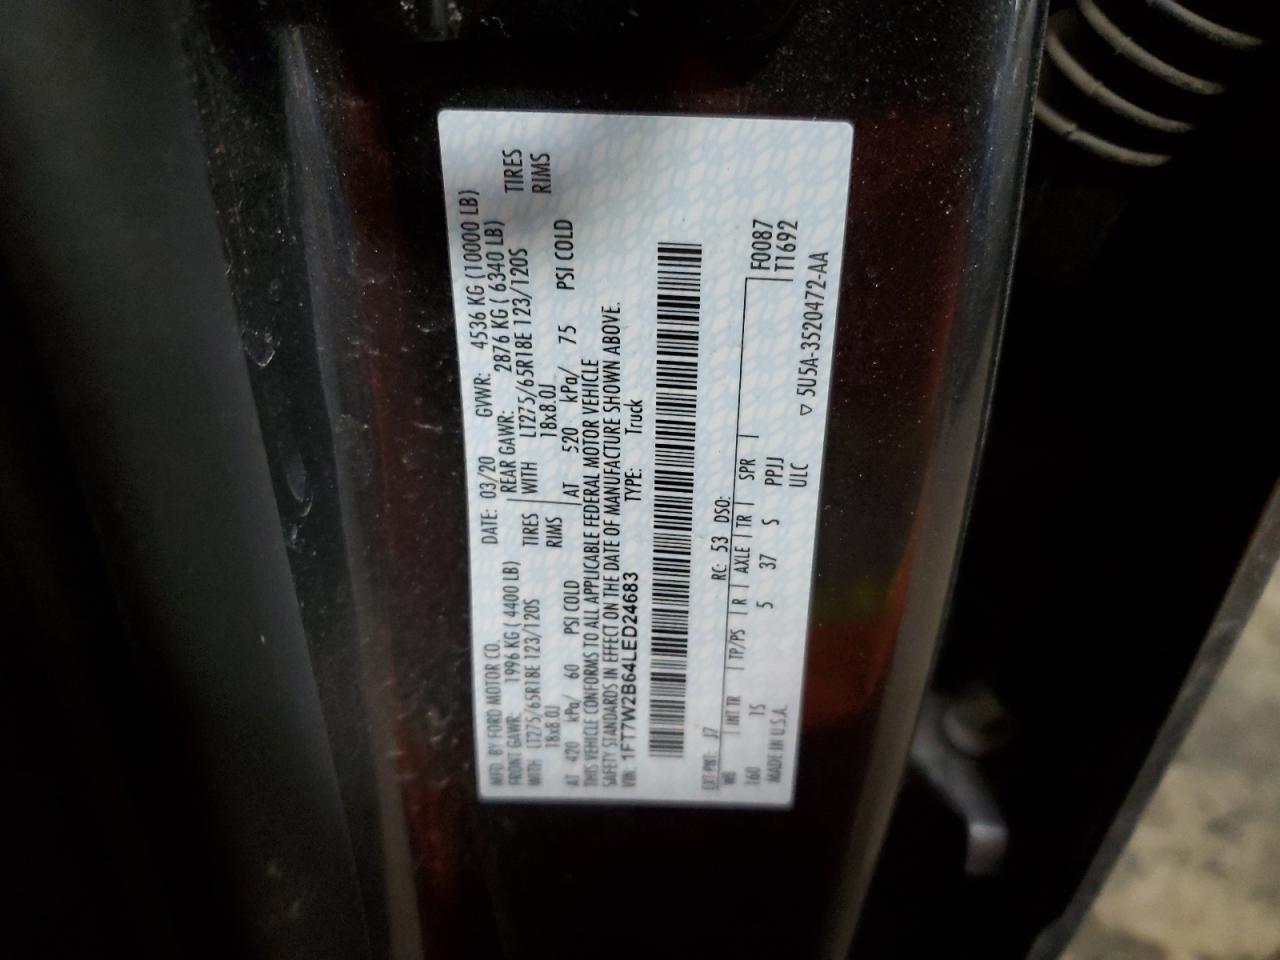 MFD. BY FORD MOTOR CO. DATE: 03/20 GVWR: 4536 KG (10000 LB)
FRONT GAWR: 1996 KG ( 4400 LB) REAR GAWR: 2876 KG ( 6340 LB)
WITH LT275/65R18E 123/120S TIRES WITH LT275/65R18E 123/120S TIRES
18x8.0J RIMS 18x8.0J RIMS
AT 420 kPa/ 60 PSI COLD AT 520 kPa/ 75 PSI COLD
THIS VEHICLE CONFORMS TO ALL APPLICABLE FEDERAL MOTOR VEHICLE
SAFETY STANDARDS IN EFFECT ON THE DATE OF MANUFACTURE SHOWN ABOVE.
VIN: 1FT7W2B64LED24683 TYPE: Truck
EXT PNT: J7 RC: 53 DSO:
WB INT TR TP/PS R AXLE TR SPR F0087
160 1S 5 37 S PPJJ T1692
MADE IN U.S.A. ULC
▽ 5U5A-3520472-AA